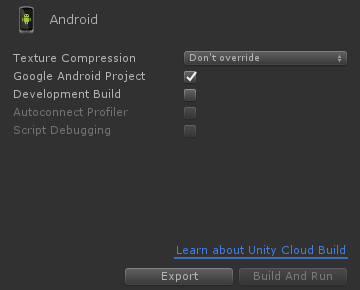 Android
Texture Compression Don't override
Google Android Project
Development Build
Autoconnect Profiler
Script Debugging
Learn about Unity Cloud Build
Export Build And Run